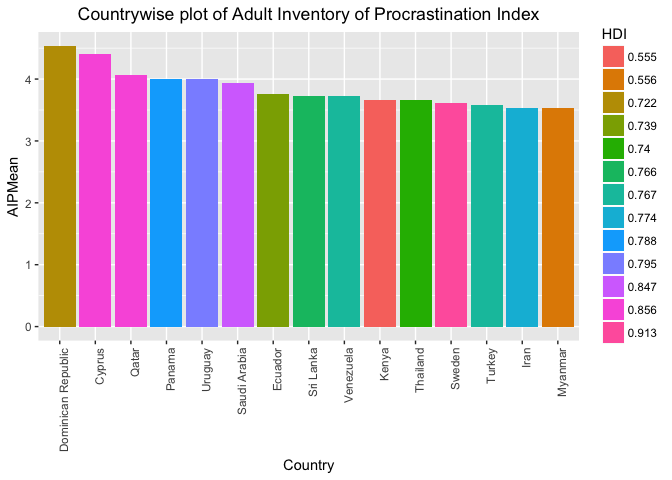 Countrywise plot of Adult Inventory of Procrastination Index
AIPMean
4
3
2
1
0
Dominican Republic
Cyprus
Qatar
Panama
Uruguay
Saudi Arabia
Ecuador
Sri Lanka
Venezuela
Kenya
Thailand
Sweden
Turkey
Iran
Myanmar
Country
HDI
0.555
0.556
0.722
0.739
0.74
0.766
0.767
0.774
0.788
0.795
0.847
0.856
0.913